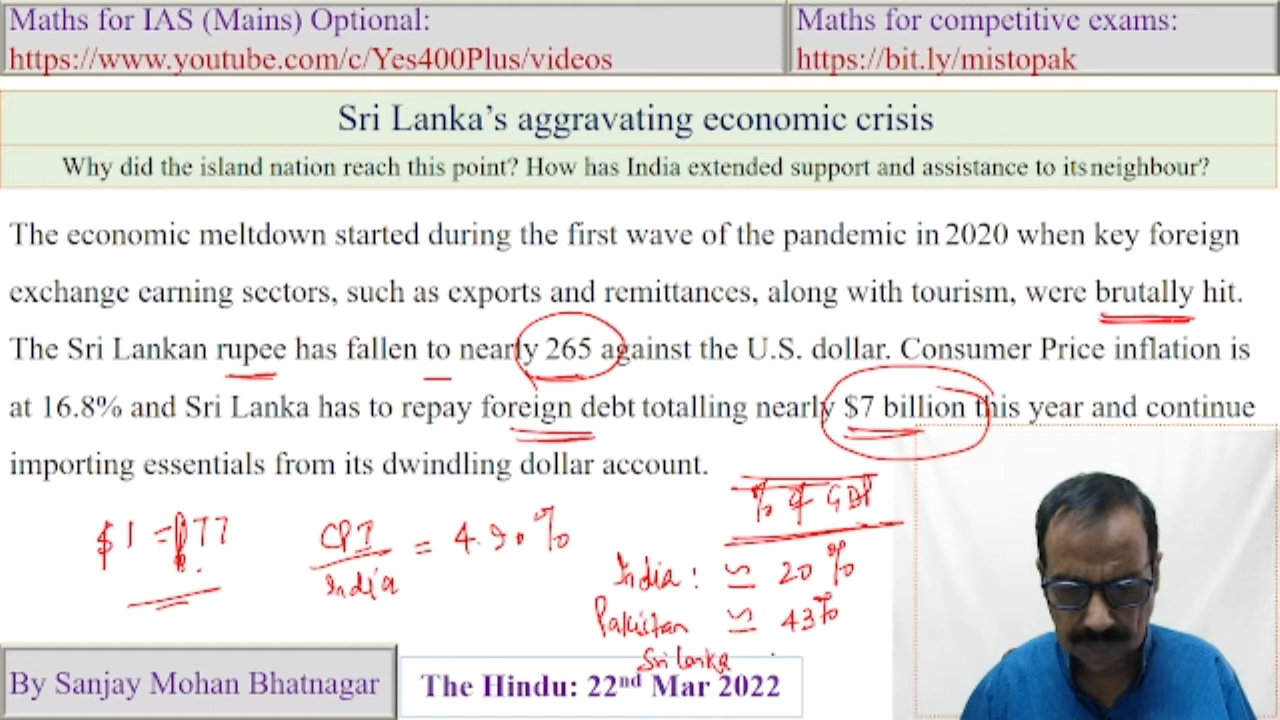 Maths for IAS (Mains) Optional:
https://www.youtube.com/c/Yes400Plus/videos
Maths for competitive exams:
https://bit.ly/mistopak
Sri Lanka’s aggravating economic crisis
Why did the island nation reach this point? How has India extended support and assistance to its neighbour?
The economic meltdown started during the first wave of the pandemic in 2020 when key foreign
exchange earning sectors, such as exports and remittances, along with tourism, were brutally hit.
The Sri Lankan rupee has fallen to nearly 265 against the U.S. dollar. Consumer Price inflation is
at 16.8% and Sri Lanka has to repay foreign debt totalling nearly $7 billion this year and continue
importing essentials from its dwindling dollar account.
% of GDP
$1 = 77
CPI = 4.90%
India
India: ≃ 20%
Pakistan ≃ 43%
Sri Lanka
By Sanjay Mohan Bhatnagar
The Hindu: 22nd Mar 2022